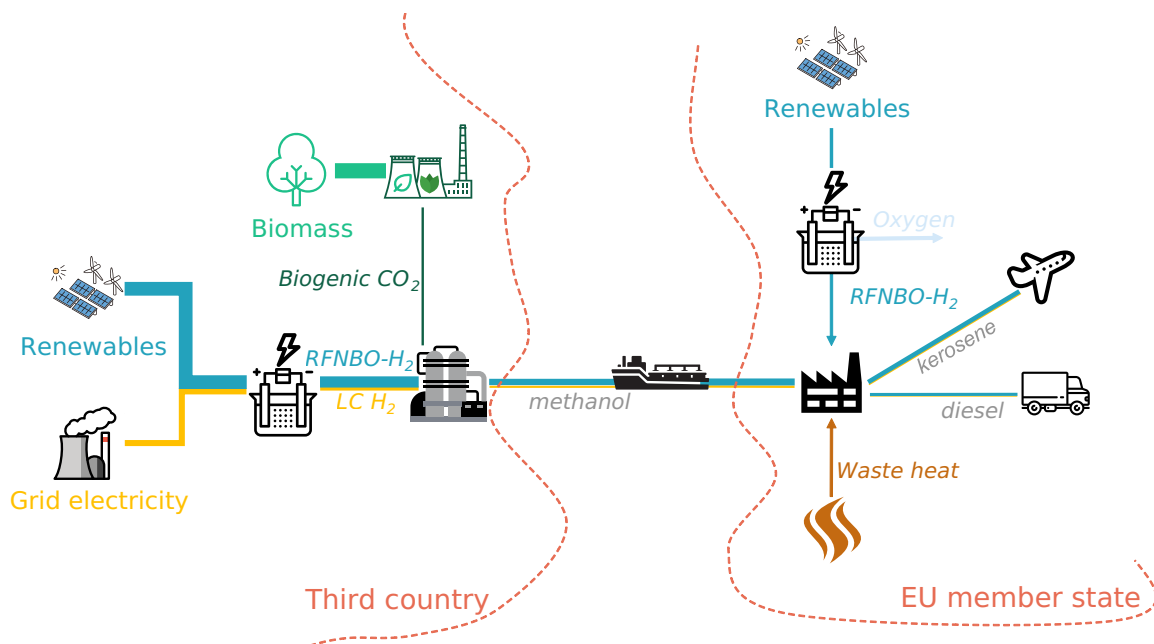 Renewables
Oxygen
Biomass
Biogenic CO₂
RFNBO-H₂
Renewables
RFNBO-H₂
LC H₂
methanol
kerosene
diesel
Waste heat
Grid electricity
Third country
EU member state